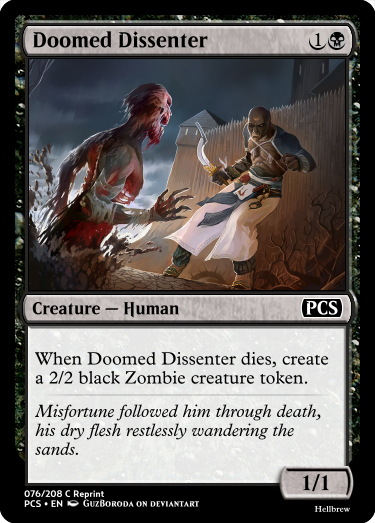 Doomed Dissenter 1
Creature — Human PCS
When Doomed Dissenter dies, create
a 2/2 black Zombie creature token.
Misfortune followed him through death,
his dry flesh restlessly wandering the
sands.
1/1
076/208 C Reprint
PCS • EN GuzBoroda on deviantart
Hellbrew